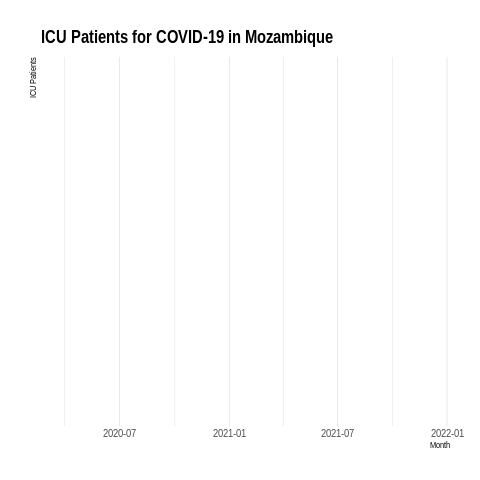 ICU Patients for COVID-19 in Mozambique
ICU Patients
2020-07
2021-01
2021-07
2022-01
Month